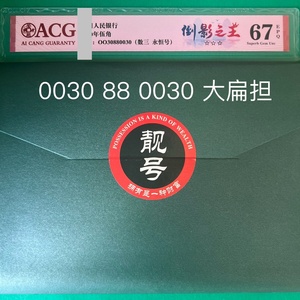 ACG
AI CANG GUARANTY
人民银行
年伍角
OO30880030（数三 永恒号）
倒影之王
☆☆☆
67 EPQ
Superb Gem Unc
0030 88 0030 大扁担
POSSESSION IS A KIND OF WEALTH
靓号
拥有是一种财富